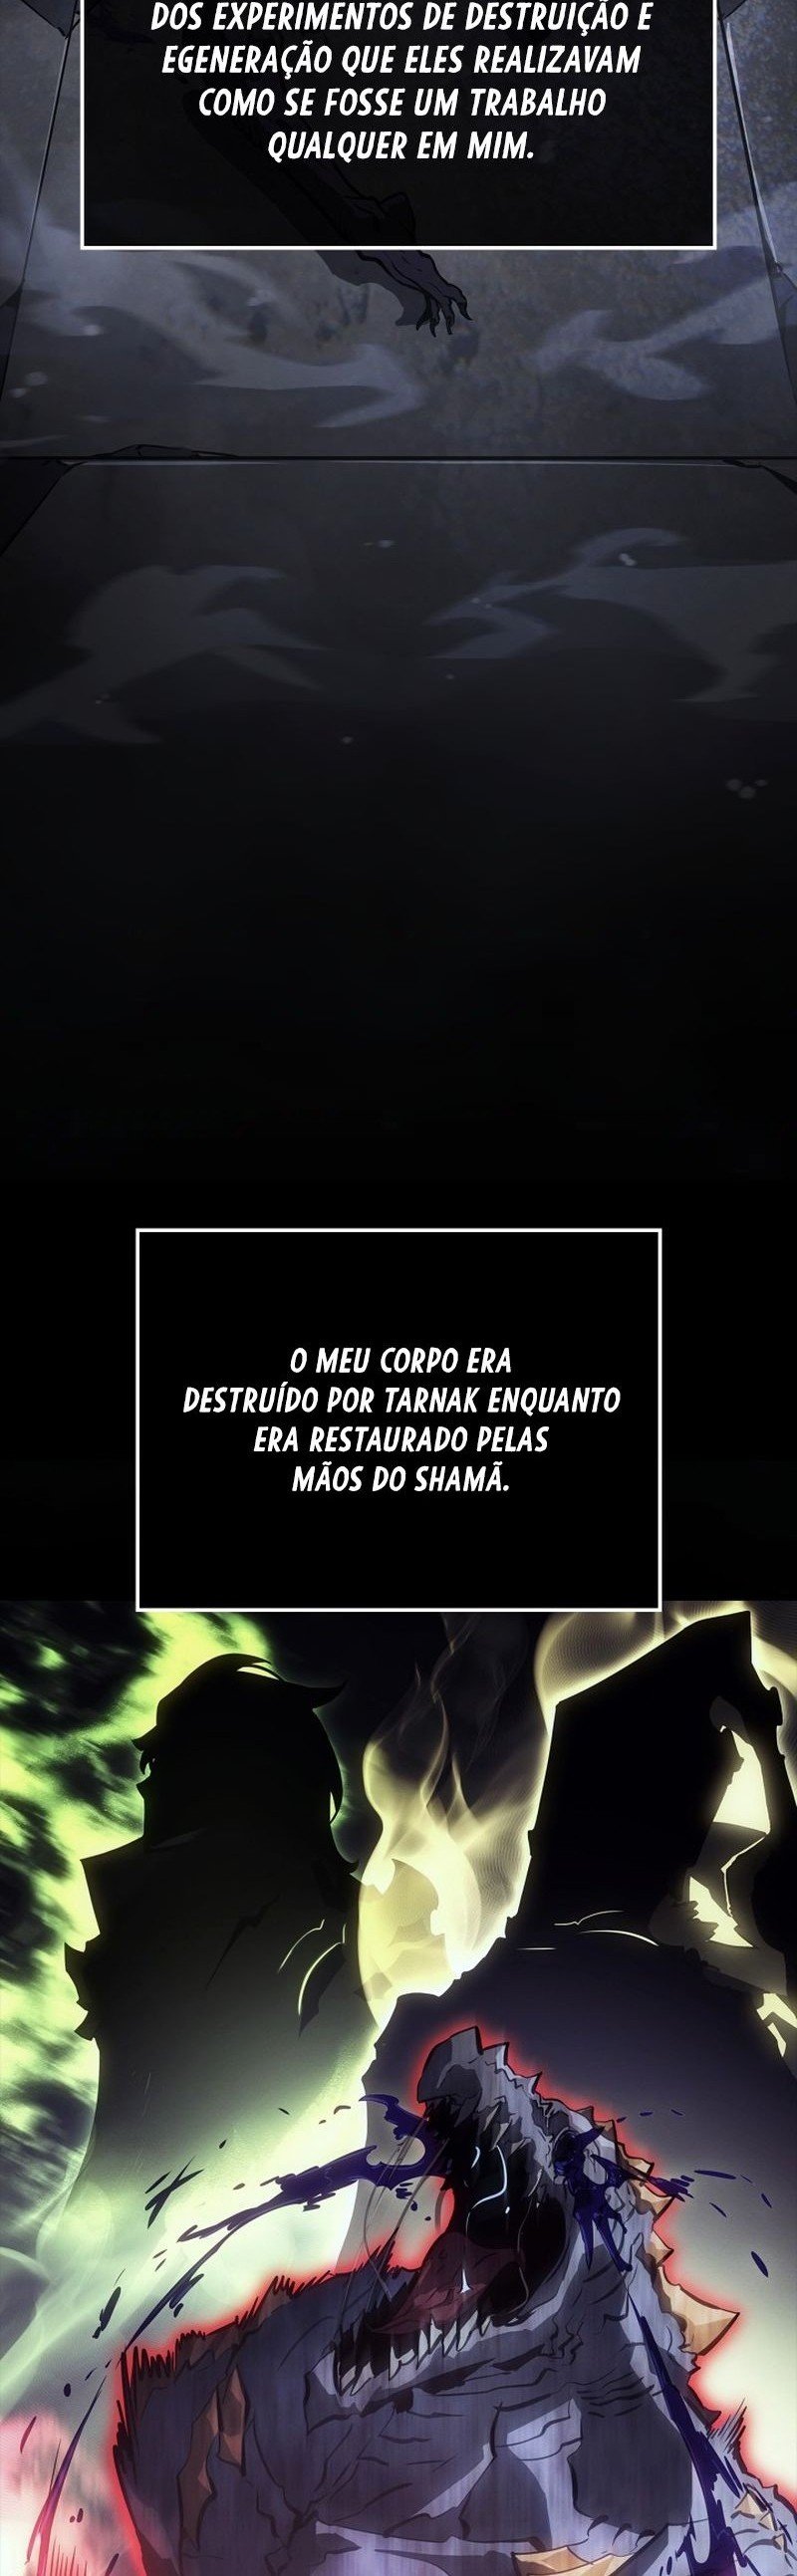 DOS EXPERIMENTOS DE DESTRUIÇÃO E
EGENERAÇÃO QUE ELES REALIZAVAM
COMO SE FOSSE UM TRABALHO
QUALQUER EM MIM.
O MEU CORPO ERA
DESTRUÍDO POR TARNAK ENQUANTO
ERA RESTAURADO PELAS
MÃOS DO SHAMÃ.